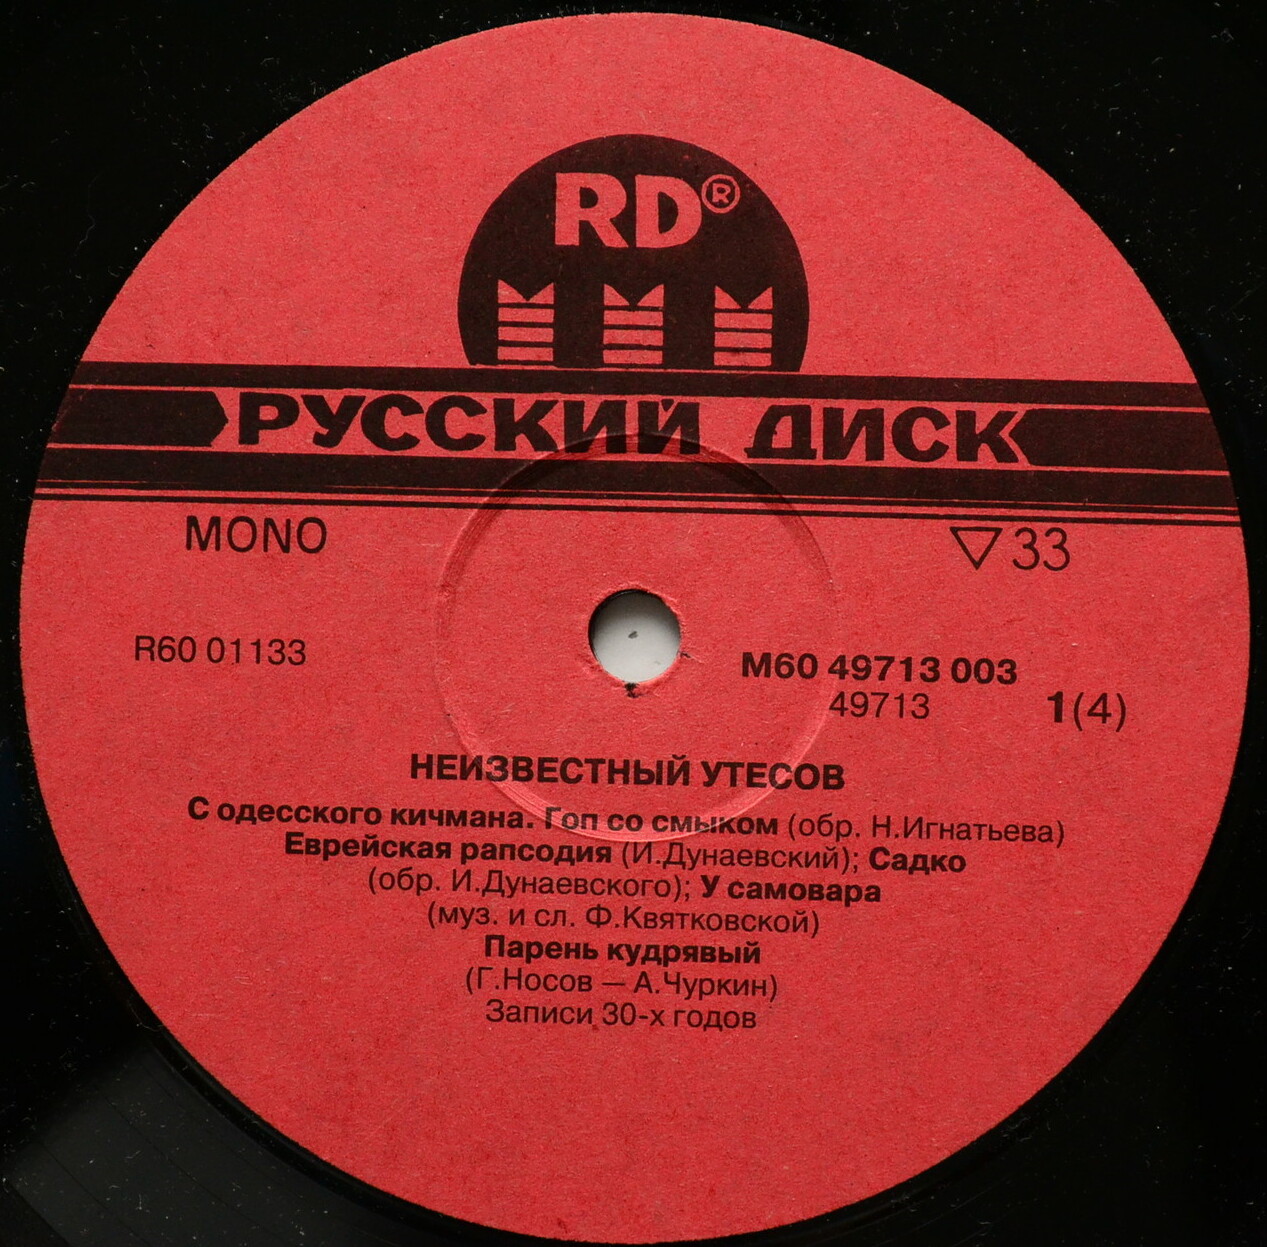 RD®
РУССКИЙ ДИСК
MONO
▽33
R60 01133
М60 49713 003
49713
1(4)
НЕИЗВЕСТНЫЙ УТЕСОВ
С одесского кичмана. Гоп со смыком (обр. Н.Игнатьева)
Еврейская рапсодия (И.Дунаевский); Садко
(обр. И.Дунаевского); У самовара
(муз. и сл. Ф.Квятковской)
Парень кудрявый
(Г.Носов — А.Чуркин)
Записи 30-х годов